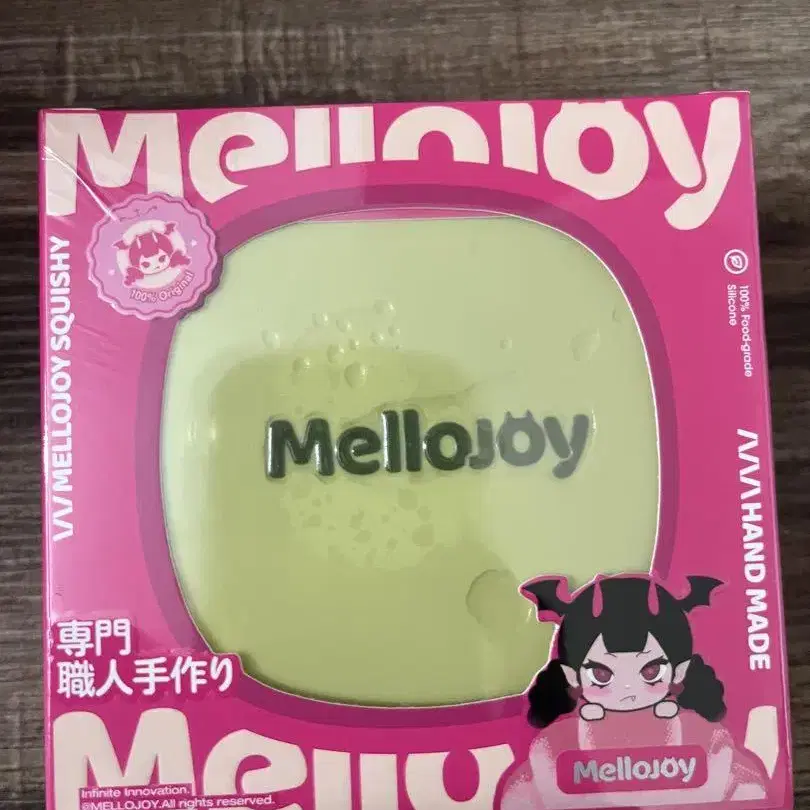 MelloJoy
100% Original
MELLOJOY SQUISHY
100% Food-grade
Silicone
MelloJoy
HAND MADE
専門
職人手作り
MelloJoy
MelloJoy
Infinite Innovation.
@MELLOJOY.All rights reserved.